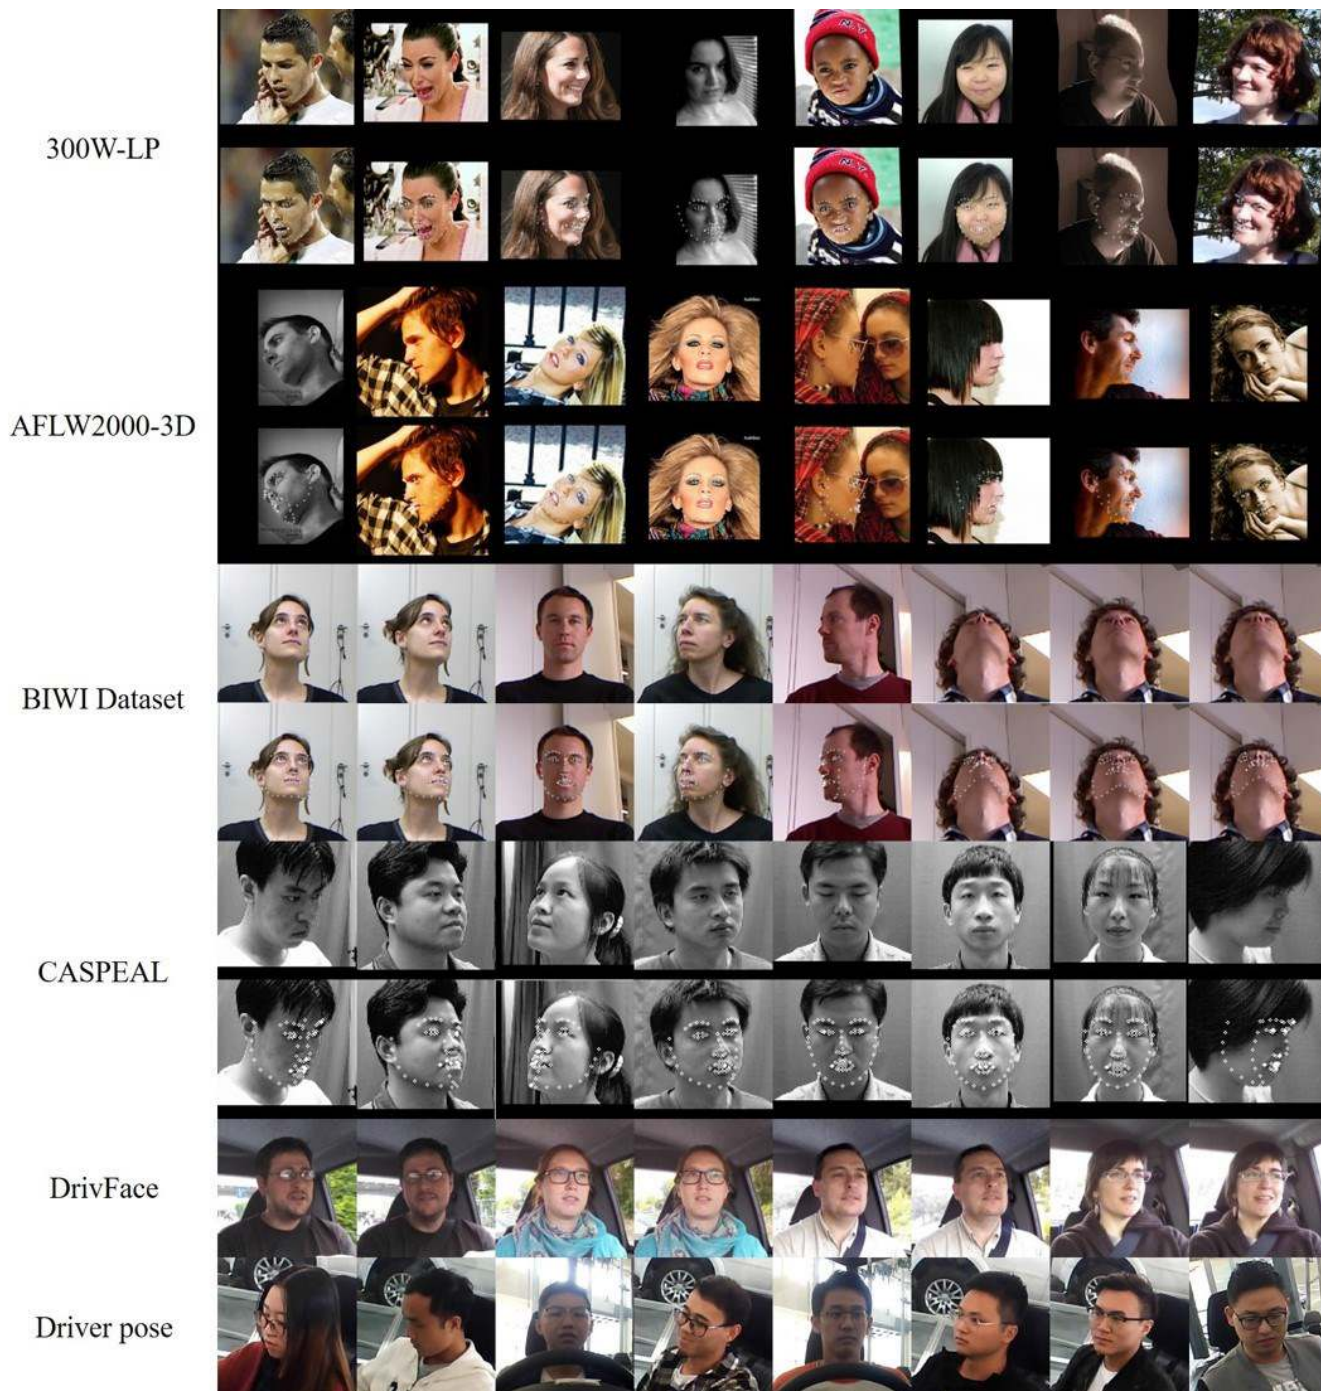 300W-LP
AFLW2000-3D
BIWI Dataset
CASPEAL
DrivFace
Driver pose
N.Y.
N.Y.